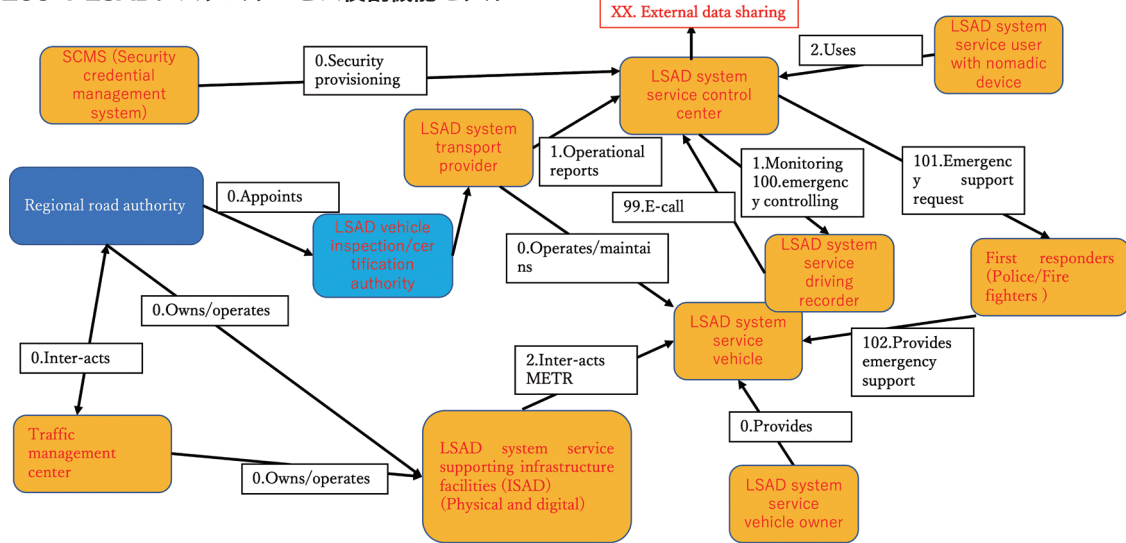 XX. External data sharing
SCMS (Security
credential
management
system)
0.Security
provisioning
LSAD system
service control
center
2.Uses
LSAD system
service user
with nomadic
device
LSAD system
transport
provider
1.Operational
reports
1.Monitoring
100.emergenc
y controlling
101.Emergenc
y support
request
Regional road authority
0.Appoints
LSAD vehicle
inspection/cer
tification
authority
99.E-call
0.Operates/maintai
ns
LSAD system
service
driving
recorder
First responders
(Police/Fire
fighters )
0.Owns/operates
LSAD system
service
vehicle
102.Provides
emergency
support
0.Inter-acts
2.Inter-acts
METR
Traffic
management
center
0.Owns/operates
LSAD system service
supporting infrastructure
facilities (ISAD)
(Physical and digital)
0.Provides
LSAD system
service
vehicle owner